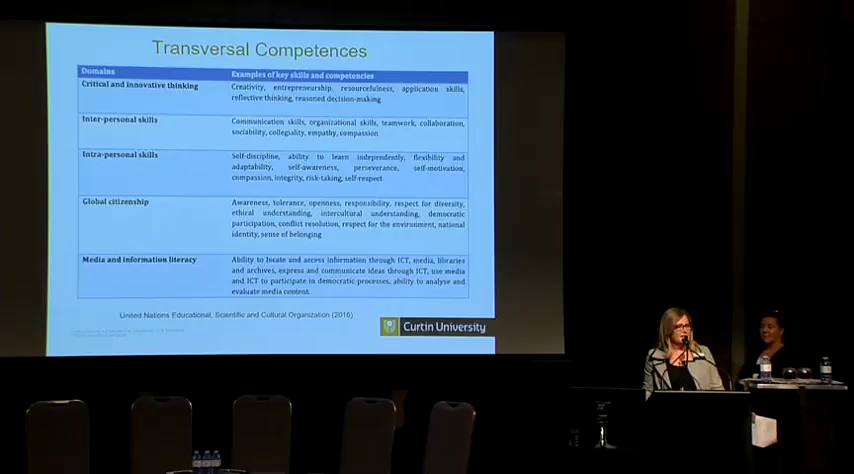 Transversal Competences
Domains
Examples of key skills and competencies
Critical and innovative thinking
Creativity, entrepreneurship, resourcefulness, application skills,
reflective thinking, reasoned decision-making
Inter-personal skills
Communication skills, organizational skills, teamwork, collaboration,
sociability, collegiality, empathy, compassion
Intra-personal skills
Self-discipline, ability to learn independently, flexibility and
adaptability, self-awareness, perseverance, self-motivation,
compassion, integrity, risk-taking, self-respect
Global citizenship
Awareness, tolerance, openness, responsibility, respect for diversity,
ethical understanding, intercultural understanding, democratic
participation, conflict resolution, respect for the environment, national
identity, sense of belonging
Media and information literacy
Ability to locate and access information through ICT, media, libraries
and archives, express and communicate ideas through ICT, use media
and ICT to participate in democratic processes, ability to analyse and
evaluate media content.
United Nations Educational, Scientific and Cultural Organization (2016)
Curtin University